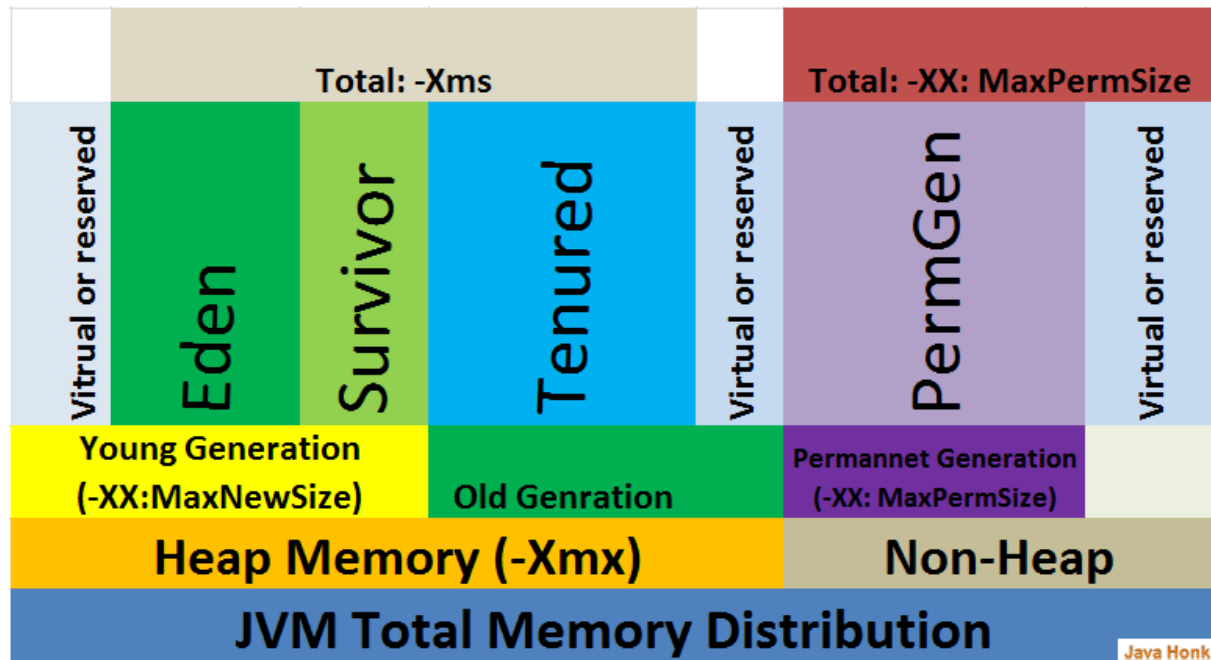 Total: -Xms
Total: -XX: MaxPermSize
Vitrual or reserved
Eden
Survivor
Tenured
Virtual or reserved
PermGen
Virtual or reserved
Young Generation
(-XX:MaxNewSize)
Old Genration
Permannet Generation
(-XX: MaxPermSize)
Heap Memory (-Xmx)
Non-Heap
JVM Total Memory Distribution
Java Honk